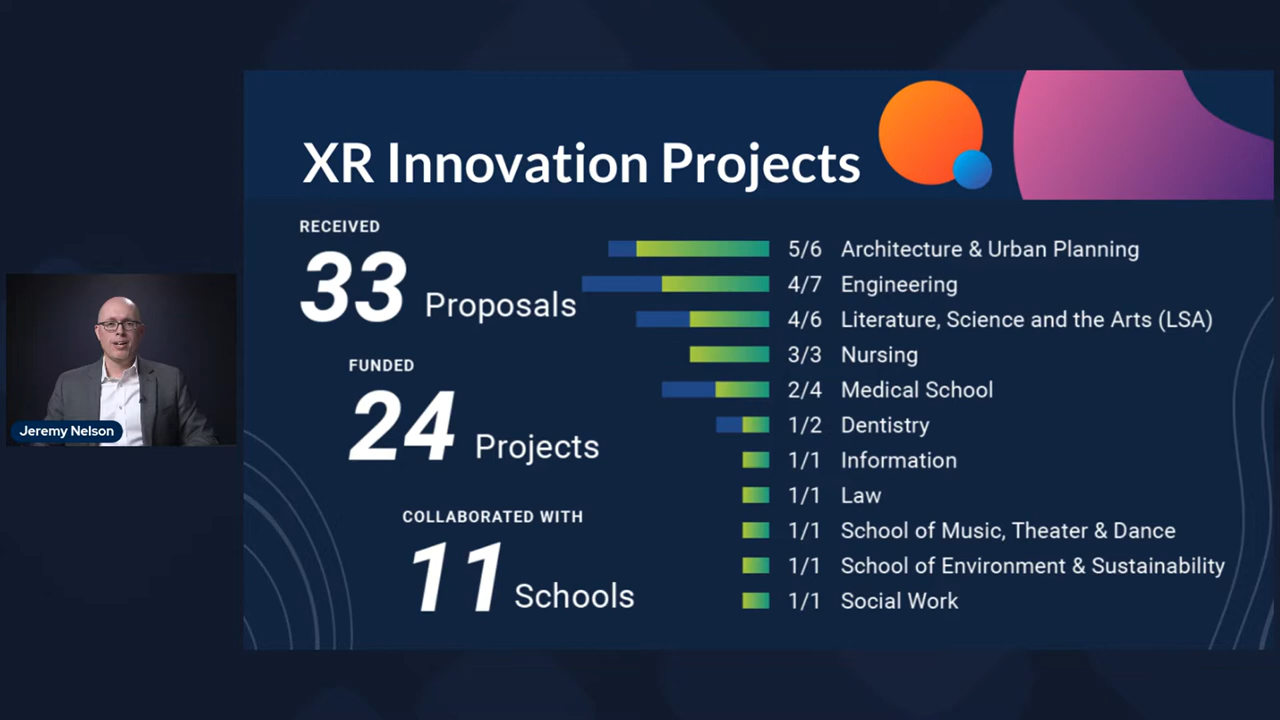 XR Innovation Projects
RECEIVED
33 Proposals
FUNDED
24 Projects
COLLABORATED WITH
11 Schools
5/6 Architecture & Urban Planning
4/7 Engineering
4/6 Literature, Science and the Arts (LSA)
3/3 Nursing
2/4 Medical School
1/2 Dentistry
1/1 Information
1/1 Law
1/1 School of Music, Theater & Dance
1/1 School of Environment & Sustainability
1/1 Social Work
Jeremy Nelson